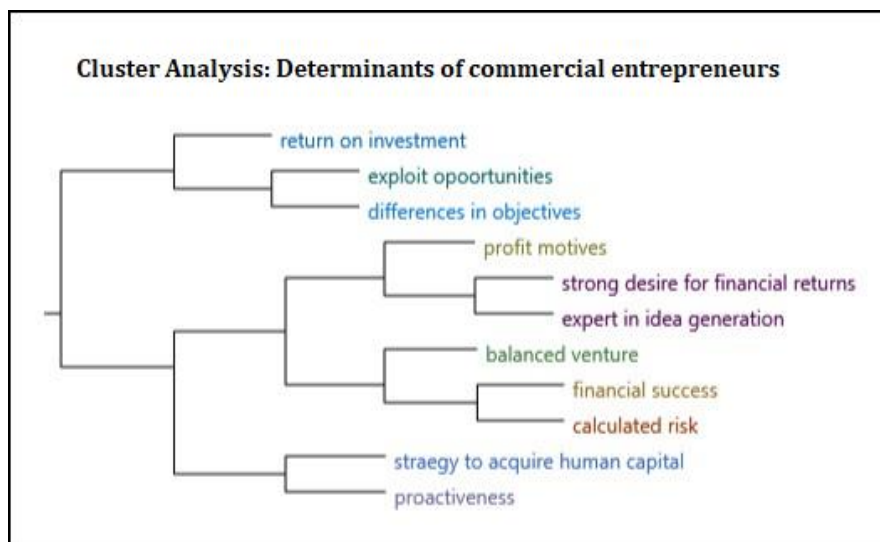 Cluster Analysis: Determinants of commercial entrepreneurs
return on investment
exploit opoortunities
differences in objectives
profit motives
strong desire for financial returns
expert in idea generation
balanced venture
financial success
calculated risk
straegy to acquire human capital
proactiveness